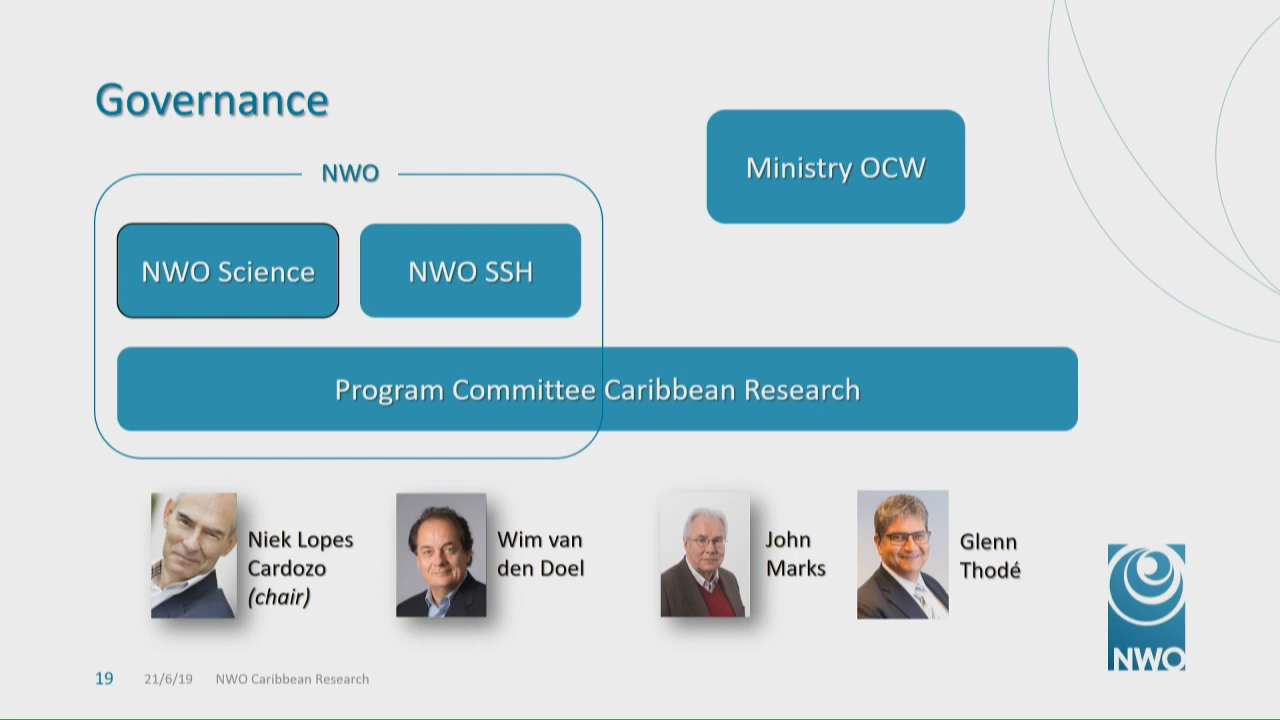 Governance
NWO
Ministry OCW
NWO Science
NWO SSH
Program Committee Caribbean Research
Niek Lopes
Cardozo
(chair)
Wim van
den Doel
John
Marks
Glenn
Thodé
NWO
19
21/6/19
NWO Caribbean Research